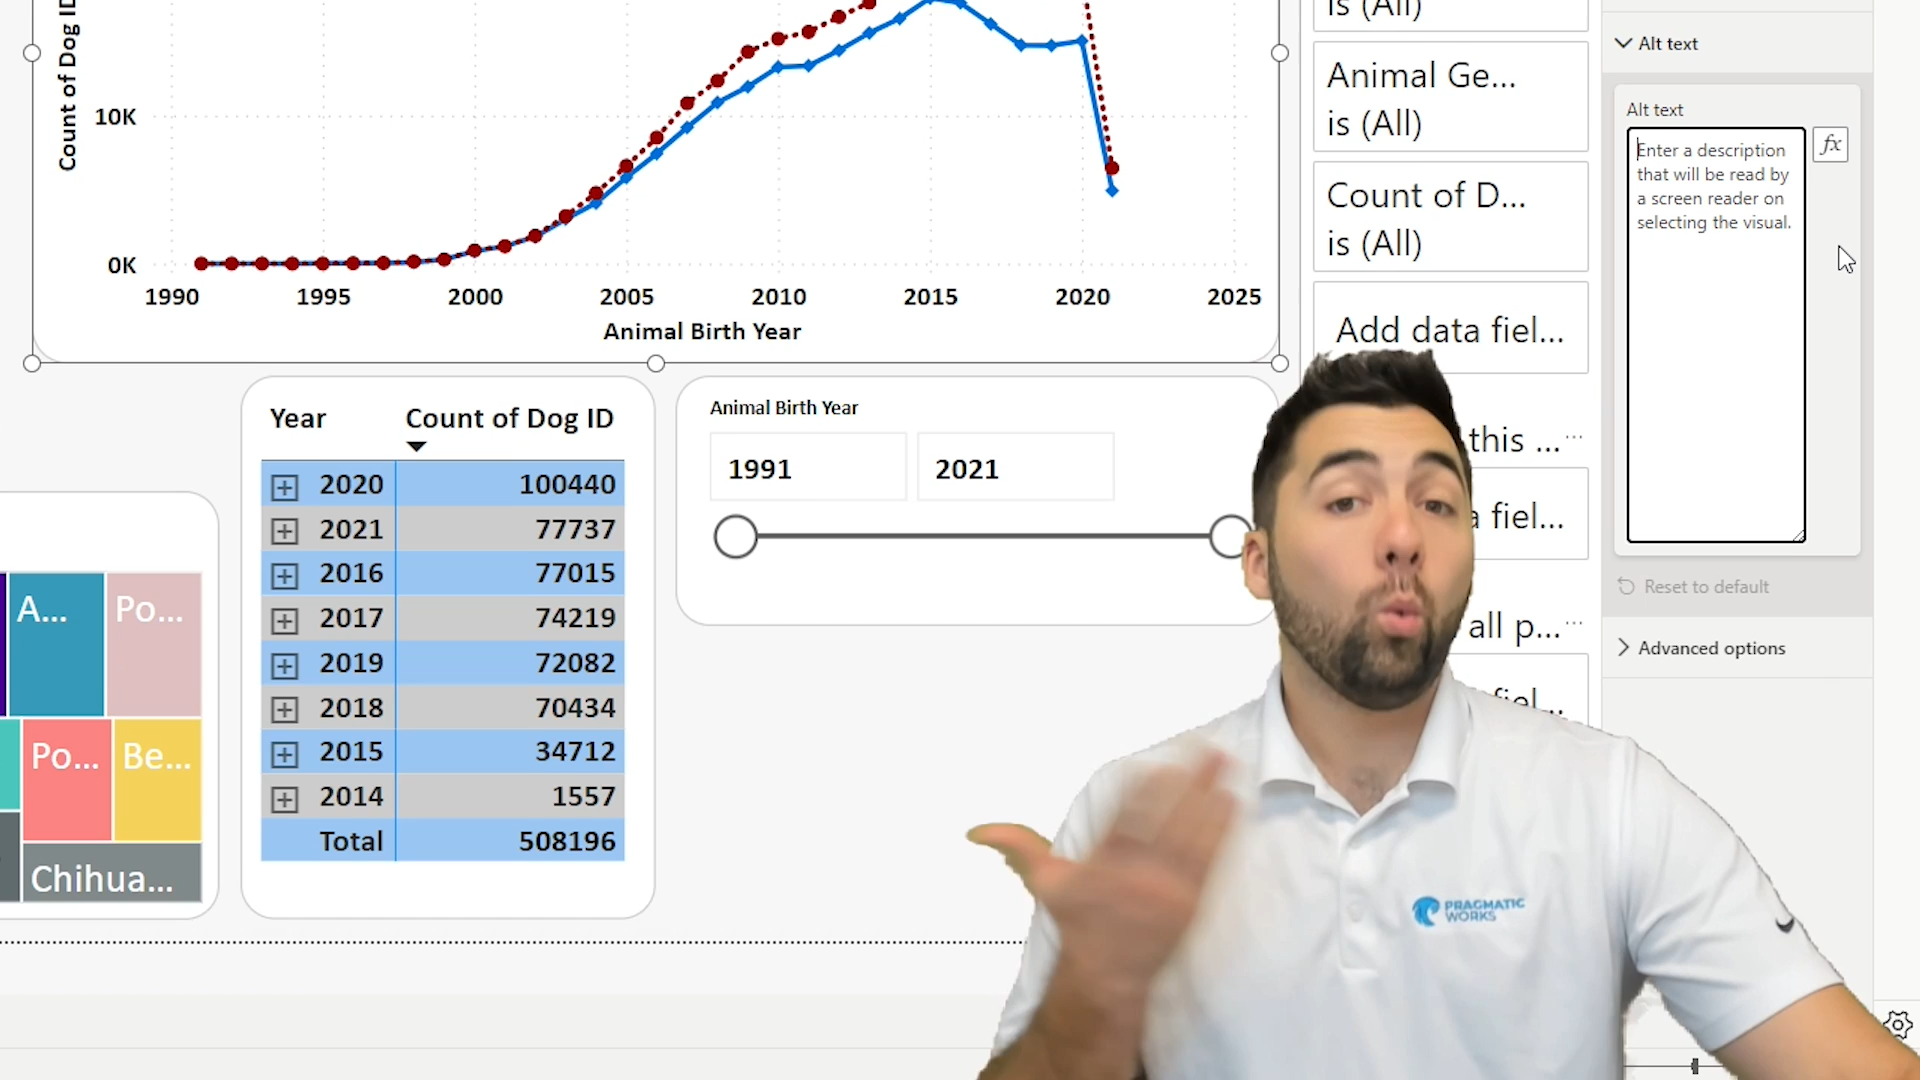 Count of Dog ID
10K
0K
1990 1995 2000 2005 2010 2015 2020 2025
Animal Birth Year
is (All)
Animal Ge...
is (All)
Count of D...
is (All)
Add data fiel...
this ... ...
fiel...
all p... ...
fiel...
Alt text
Alt text
Enter a description
that will be read by
a screen reader on
selecting the visual.
fx
Reset to default
Advanced options
Year Count of Dog ID
2020 100440
2021 77737
2016 77015
2017 74219
2019 72082
2018 70434
2015 34712
2014 1557
Total 508196
Animal Birth Year
1991 2021
A... Po...
Po... Be...
Chihua...
PRAGMATIC
WORKS